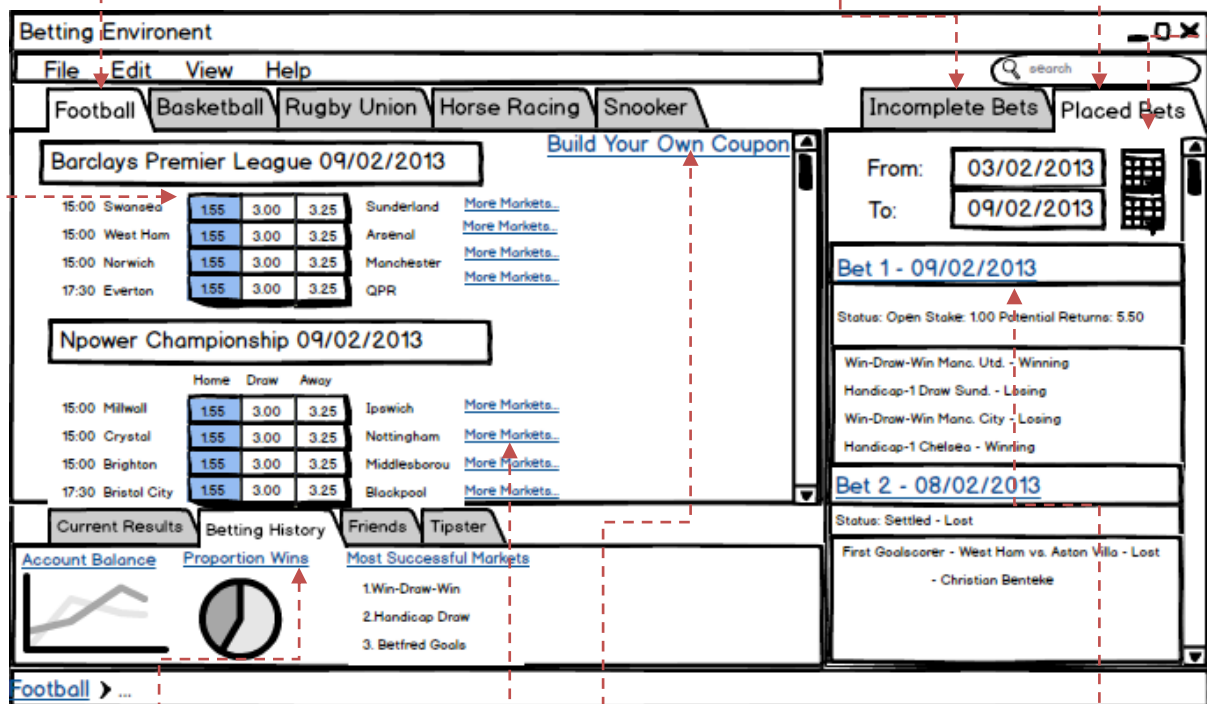 Betting Environent
File Edit View Help
search
Football Basketball Rugby Union Horse Racing Snooker
Build Your Own Coupon
Barclays Premier League 09/02/2013
15:00 Swansea 1.55 3.00 3.25 Sunderland More Markets...
15:00 West Ham 1.55 3.00 3.25 Arsenal More Markets...
15:00 Norwich 1.55 3.00 3.25 Manchester More Markets...
17:30 Everton 1.55 3.00 3.25 QPR More Markets...
Npower Championship 09/02/2013
Home Draw Away
15:00 Millwall 1.55 3.00 3.25 Ipswich More Markets...
15:00 Crystal 1.55 3.00 3.25 Nottingham More Markets...
15:00 Brighton 1.55 3.00 3.25 Middlesborou More Markets...
17:30 Bristol City 1.55 3.00 3.25 Blackpool More Markets...
Current Results Betting History Friends Tipster
Account Balance Proportion Wins Most Successful Markets
1.Win-Draw-Win
2.Handicap Draw
3. Betfred Goals
Football > ...
Incomplete Bets Placed Bets
From: 03/02/2013
To: 09/02/2013
Bet 1 - 09/02/2013
Status: Open Stake: 1.00 Potential Returns: 5.50
Win-Draw-Win Manc. Utd. - Winning
Handicap-1 Draw Sund. - Losing
Win-Draw-Win Manc. City - Losing
Handicap-1 Chelsea - Winning
Bet 2 - 08/02/2013
Status: Settled - Lost
First Goalscorer - West Ham vs. Aston Villa - Lost
- Christian Benteke